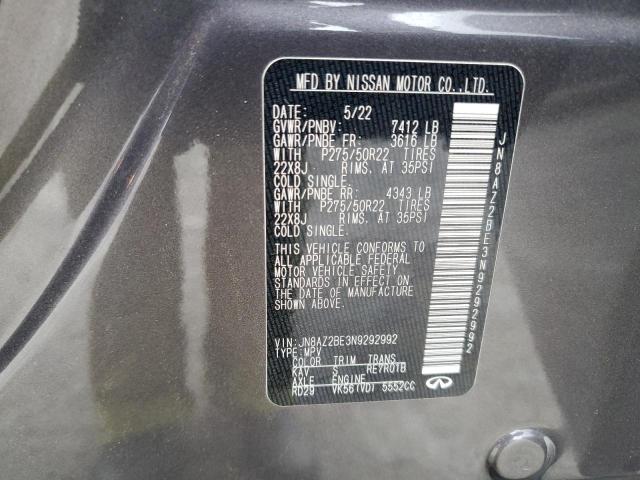 MFD BY NISSAN MOTOR CO.,LTD.
DATE: 5/22
GVWR/PNBV: 7412 LB
GAWR/PNBE FR: 3616 LB
WITH P275/50R22 TIRES
22X8J RIMS. AT 35PSI
COLD SINGLE.
GAWR/PNBE RR: 4343 LB
WITH P275/50R22 TIRES
22X8J RIMS. AT 35PSI
COLD SINGLE.
THIS VEHICLE CONFORMS TO
ALL APPLICABLE FEDERAL
MOTOR VEHICLE SAFETY
STANDARDS IN EFFECT ON
THE DATE OF MANUFACTURE
SHOWN ABOVE.
VIN:JN8AZ2BE3N9292992
TYPE:MPV
COLOR TRIM TRANS
KAV S RE7R01B
AXLE ENGINE
RD29 VK56(VD) 5552CC
JN8AZ2BE3N9292992